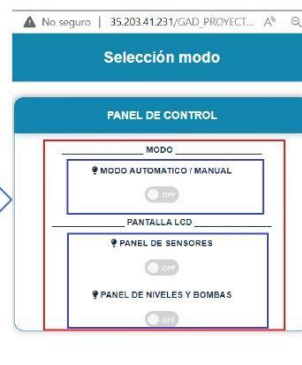 No seguro | 35.203.41.231/GAD_PROYECT... A
Selección modo
PANEL DE CONTROL
MODO
MODO AUTOMATICO / MANUAL
OFF
PANTALLA LCD
PANEL DE SENSORES
OFF
PANEL DE NIVELES Y BOMBAS
OFF